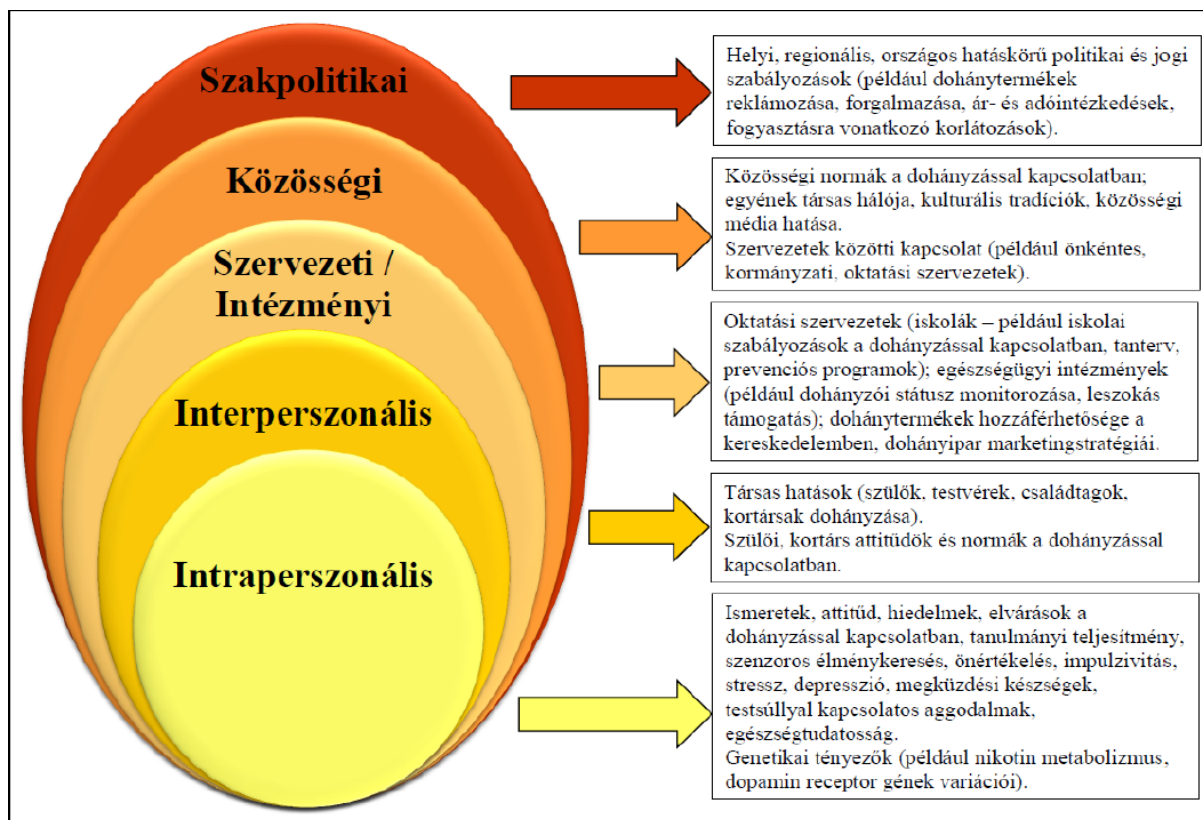 Szakpolitikai
Helyi, regionális, országos hatáskörű politikai és jogi
szabályozások (például dohánytermékek
reklámozása, forgalmazása, ár- és adóintézkedések,
fogyasztásra vonatkozó korlátozások).
Közösségi
Közösségi normák a dohányzással kapcsolatban;
egyének társas hálója, kulturális tradíciók, közösségi
média hatása.
Szervezetek közötti kapcsolat (például önkéntes,
kormányzati, oktatási szervezetek).
Szervezeti /
Intézményi
Oktatási szervezetek (iskolák – például iskolai
szabályozások a dohányzással kapcsolatban, tanterv,
prevenciós programok); egészségügyi intézmények
(például dohányzói státusz monitorozása, leszokás
támogatás); dohánytermékek hozzáférhetősége a
kereskedelemben, dohányipar marketingstratégiái.
Interperszonális
Társas hatások (szülők, testvérek, családtagok,
kortársak dohányzása).
Szülői, kortárs attitűdök és normák a dohányzással
kapcsolatban.
Intraperszonális
Ismeretek, attitűd, hiedelmek, elvárások a
dohányzással kapcsolatban, tanulmányi teljesítmény,
szenzoros élménykeresés, önértékelés, impulzivitás,
stressz, depresszió, megküzdési készségek,
testsúllyal kapcsolatos aggodalmak,
egészségtudatosság.
Genetikai tényezők (például nikotin metabolizmus,
dopamin receptor gének variációi).